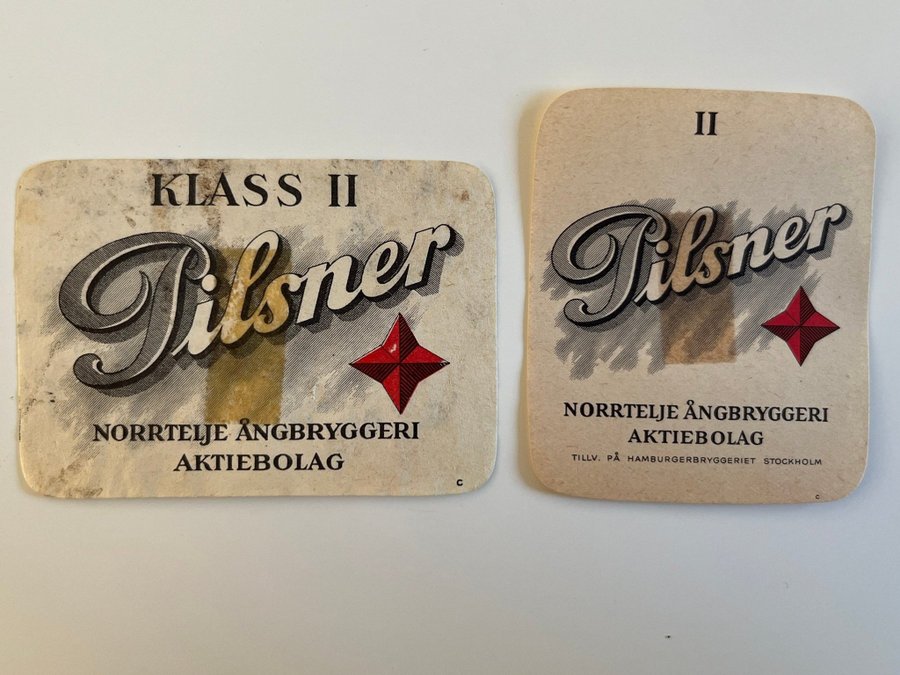 KLASS II
Pilsner
NORRTELJE ÅNGBRYGGERI
AKTIEBOLAG
C
II
Pilsner
NORRTELJE ÅNGBRYGGERI
AKTIEBOLAG
TILLV. PÅ HAMBURGERBRYGGERIET STOCKHOLM
C